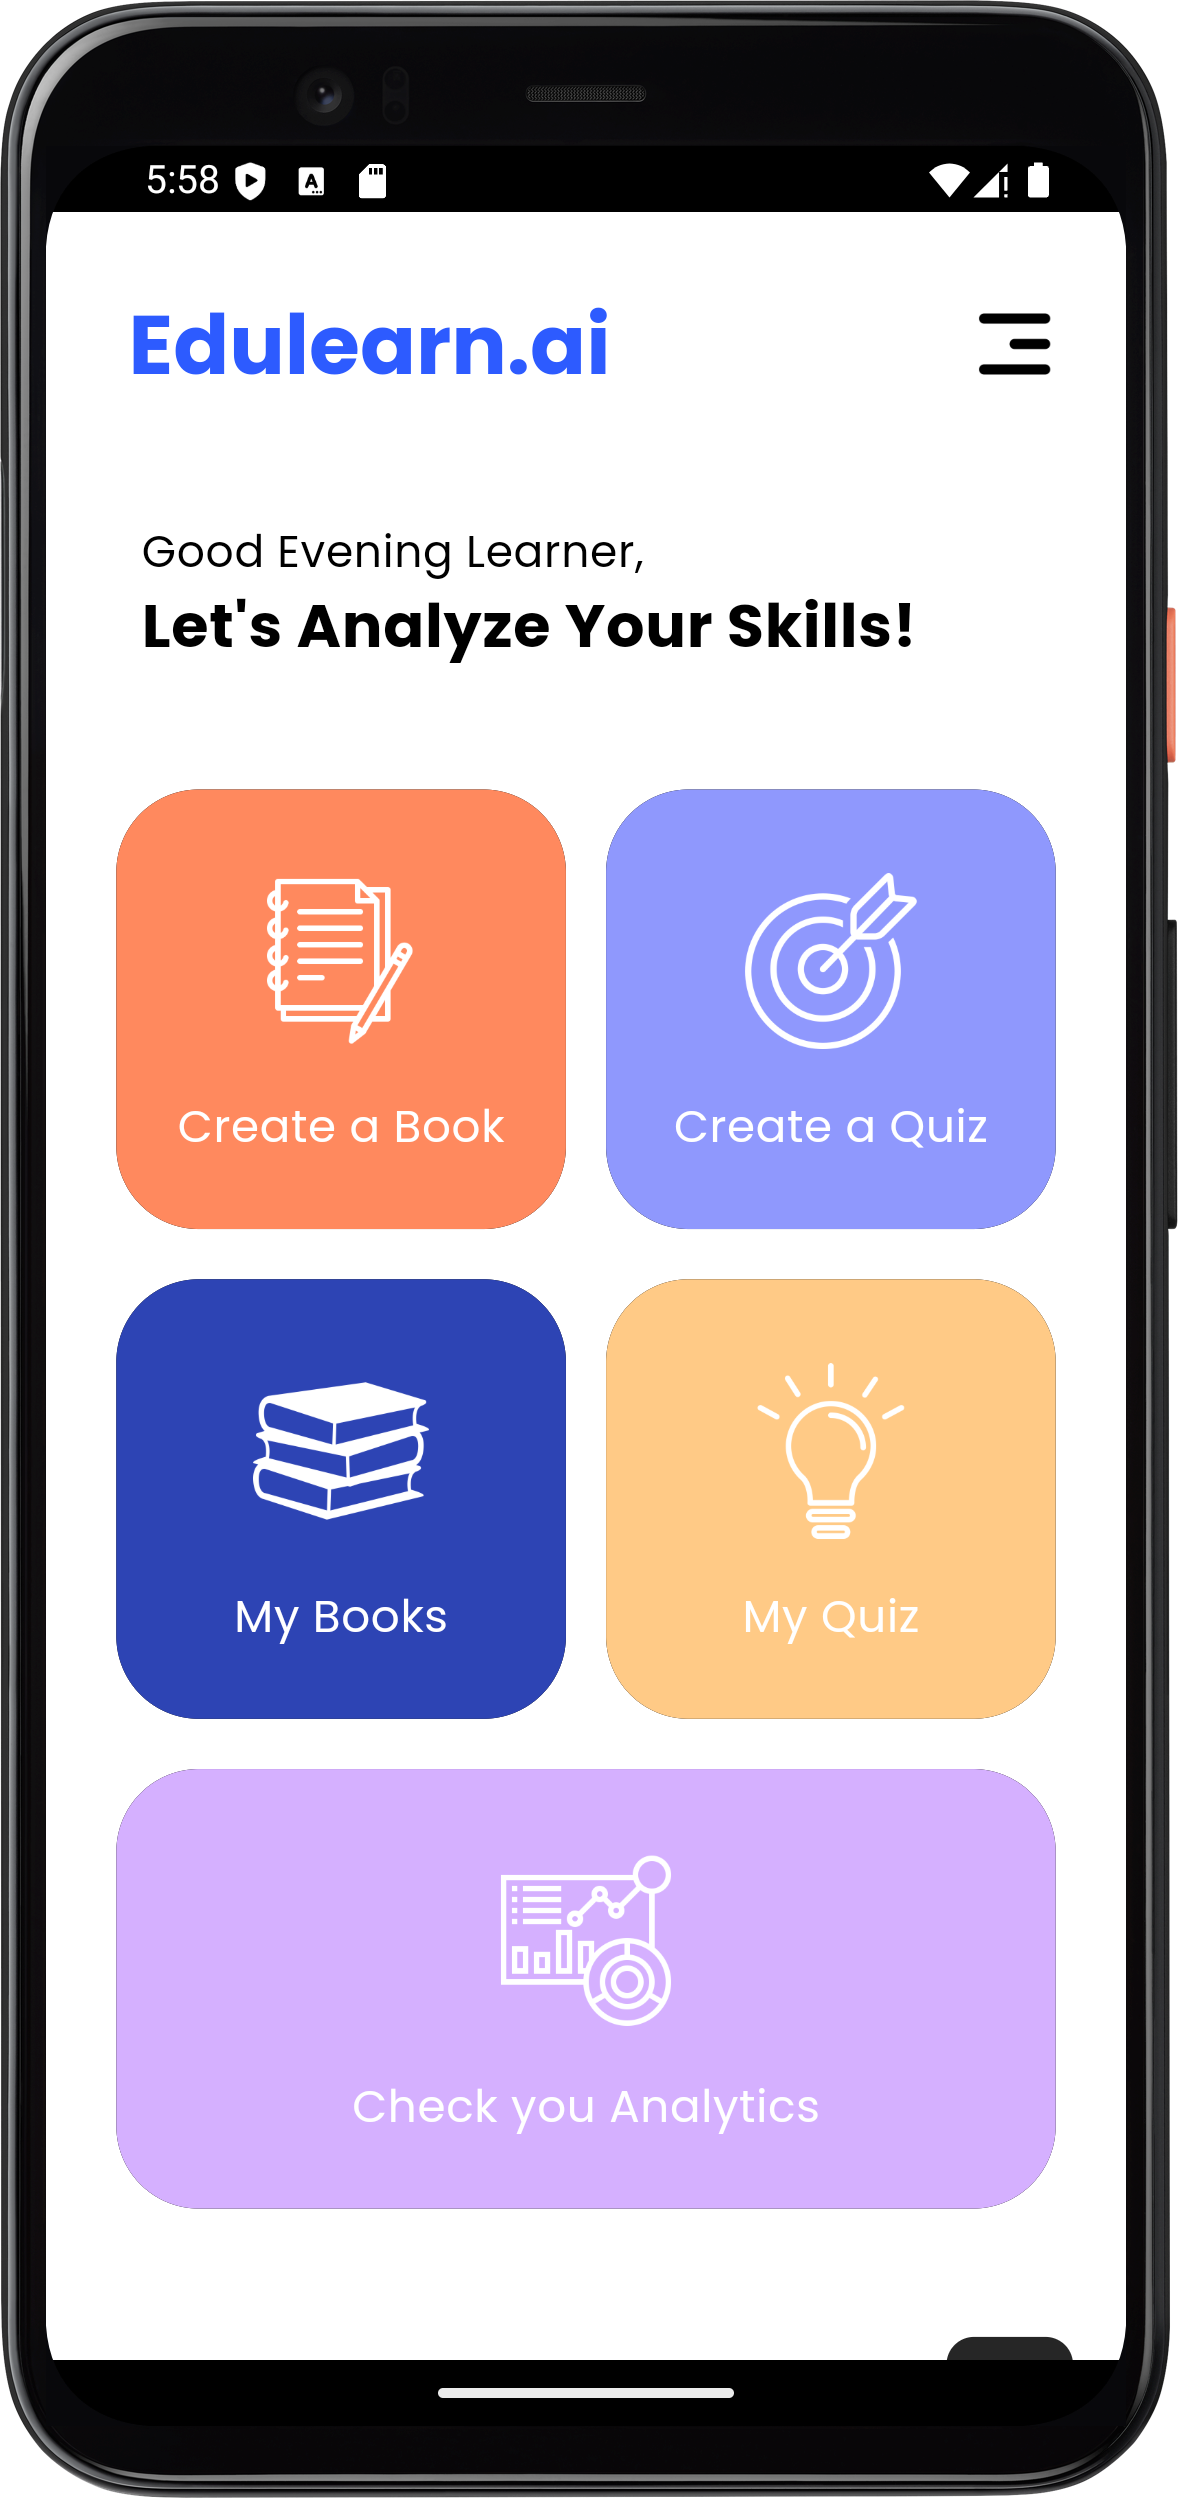 5:58
Edulearn.ai
Good Evening Learner,
Let's Analyze Your Skills!
Create a Book
Create a Quiz
My Books
My Quiz
Check you Analytics